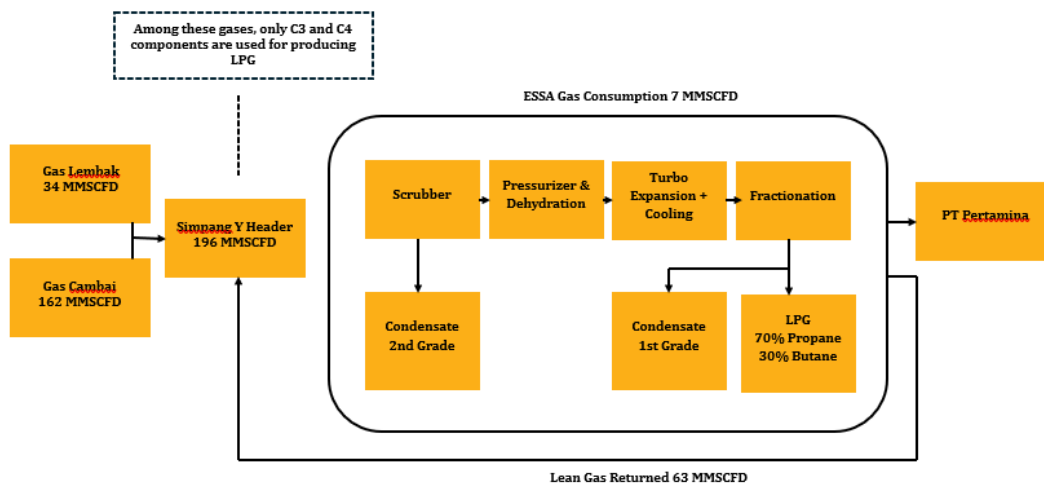 Among these gases, only C3 and C4
components are used for producing
LPG
ESSA Gas Consumption 7 MMSCFD
Gas Lembak
34 MMSCFD
Gas Cambai
162 MMSCFD
Simpang Y Header
196 MMSCFD
Scrubber
Pressurizer &
Dehydration
Turbo
Expansion +
Cooling
Fractionation
PT Pertamina
Condensate
2nd Grade
Condensate
1st Grade
LPG
70% Propane
30% Butane
Lean Gas Returned 63 MMSCFD